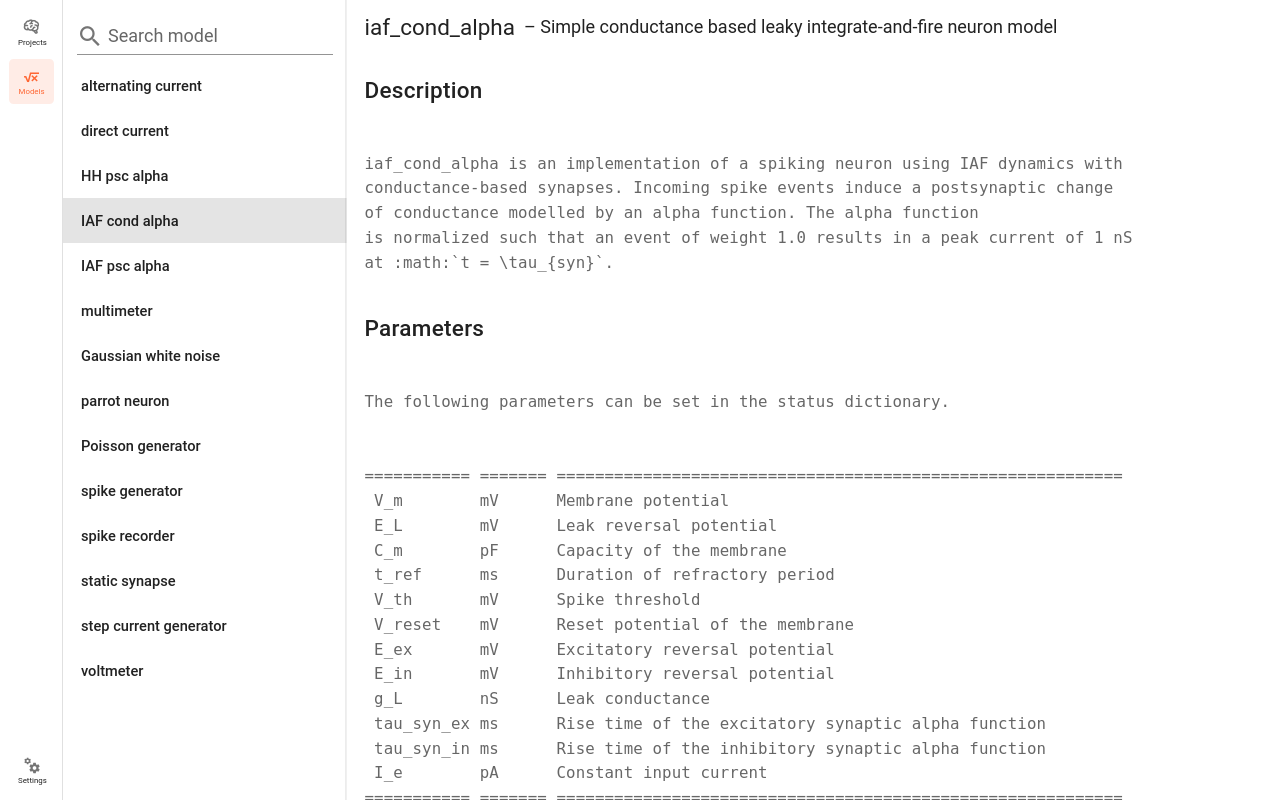 Projects
Models
Settings
Search model
alternating current
direct current
HH psc alpha
IAF cond alpha
IAF psc alpha
multimeter
Gaussian white noise
parrot neuron
Poisson generator
spike generator
spike recorder
static synapse
step current generator
voltmeter
iaf_cond_alpha – Simple conductance based leaky integrate-and-fire neuron model
Description
iaf_cond_alpha is an implementation of a spiking neuron using IAF dynamics with
conductance-based synapses. Incoming spike events induce a postsynaptic change
of conductance modelled by an alpha function. The alpha function
is normalized such that an event of weight 1.0 results in a peak current of 1 nS
at :math:`t = \tau_{syn}`.
Parameters
The following parameters can be set in the status dictionary.
=========== ======= ===========================================================
V_m mV Membrane potential
E_L mV Leak reversal potential
C_m pF Capacity of the membrane
t_ref ms Duration of refractory period
V_th mV Spike threshold
V_reset mV Reset potential of the membrane
E_ex mV Excitatory reversal potential
E_in mV Inhibitory reversal potential
g_L nS Leak conductance
tau_syn_ex ms Rise time of the excitatory synaptic alpha function
tau_syn_in ms Rise time of the inhibitory synaptic alpha function
I_e pA Constant input current
=========== ======= ===========================================================